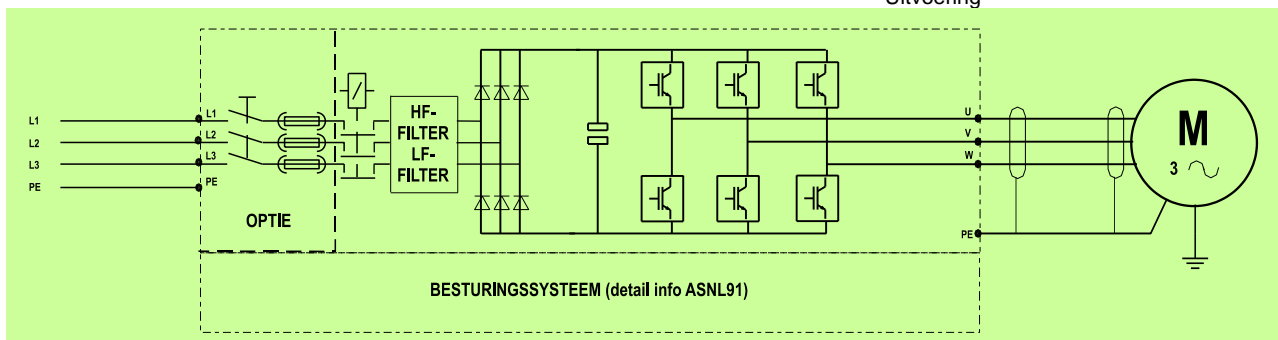 Uitvoering
L1
L2
L3
PE
L1
L2
L3
PE
OPTIE
HF-
FILTER
LF-
FILTER
U
V
W
PE
M
3
BESTURINGSSYSTEEM (detail info ASNL91)